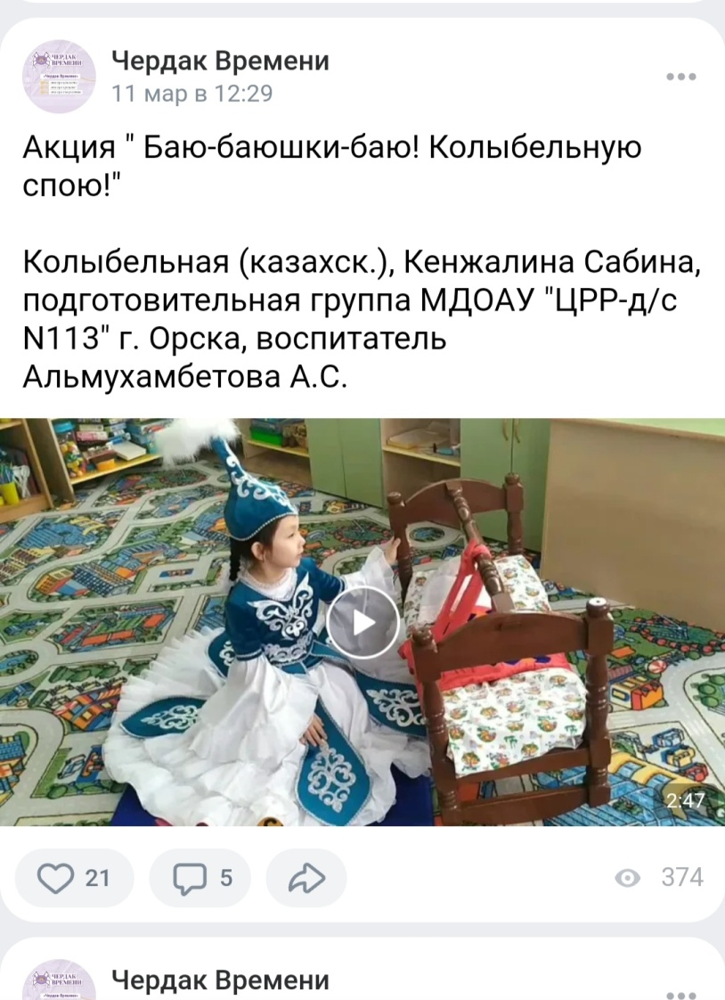 Чердак Времени
11 мар в 12:29
Акция " Баю-баюшки-баю! Колыбельную
спою!"
Колыбельная (казахск.), Кенжалина Сабина,
подготовительная группа МДОАУ "ЦРР-д/с
N113" г. Орска, воспитатель
Альмухамбетова А.С.
2:47
21
5
374
Чердак Времени